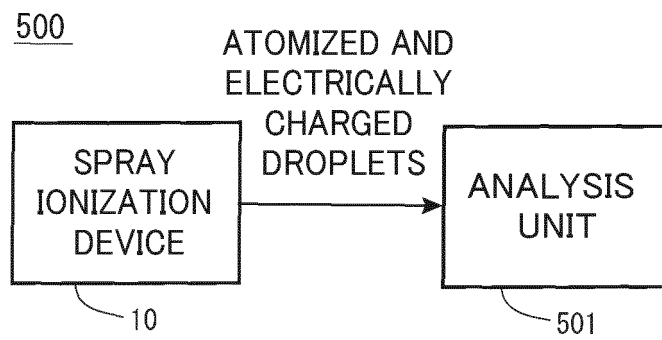 500
ATOMIZED AND
ELECTRICALLY
CHARGED
DROPLETS
SPRAY
IONIZATION
DEVICE
ANALYSIS
UNIT
10
501